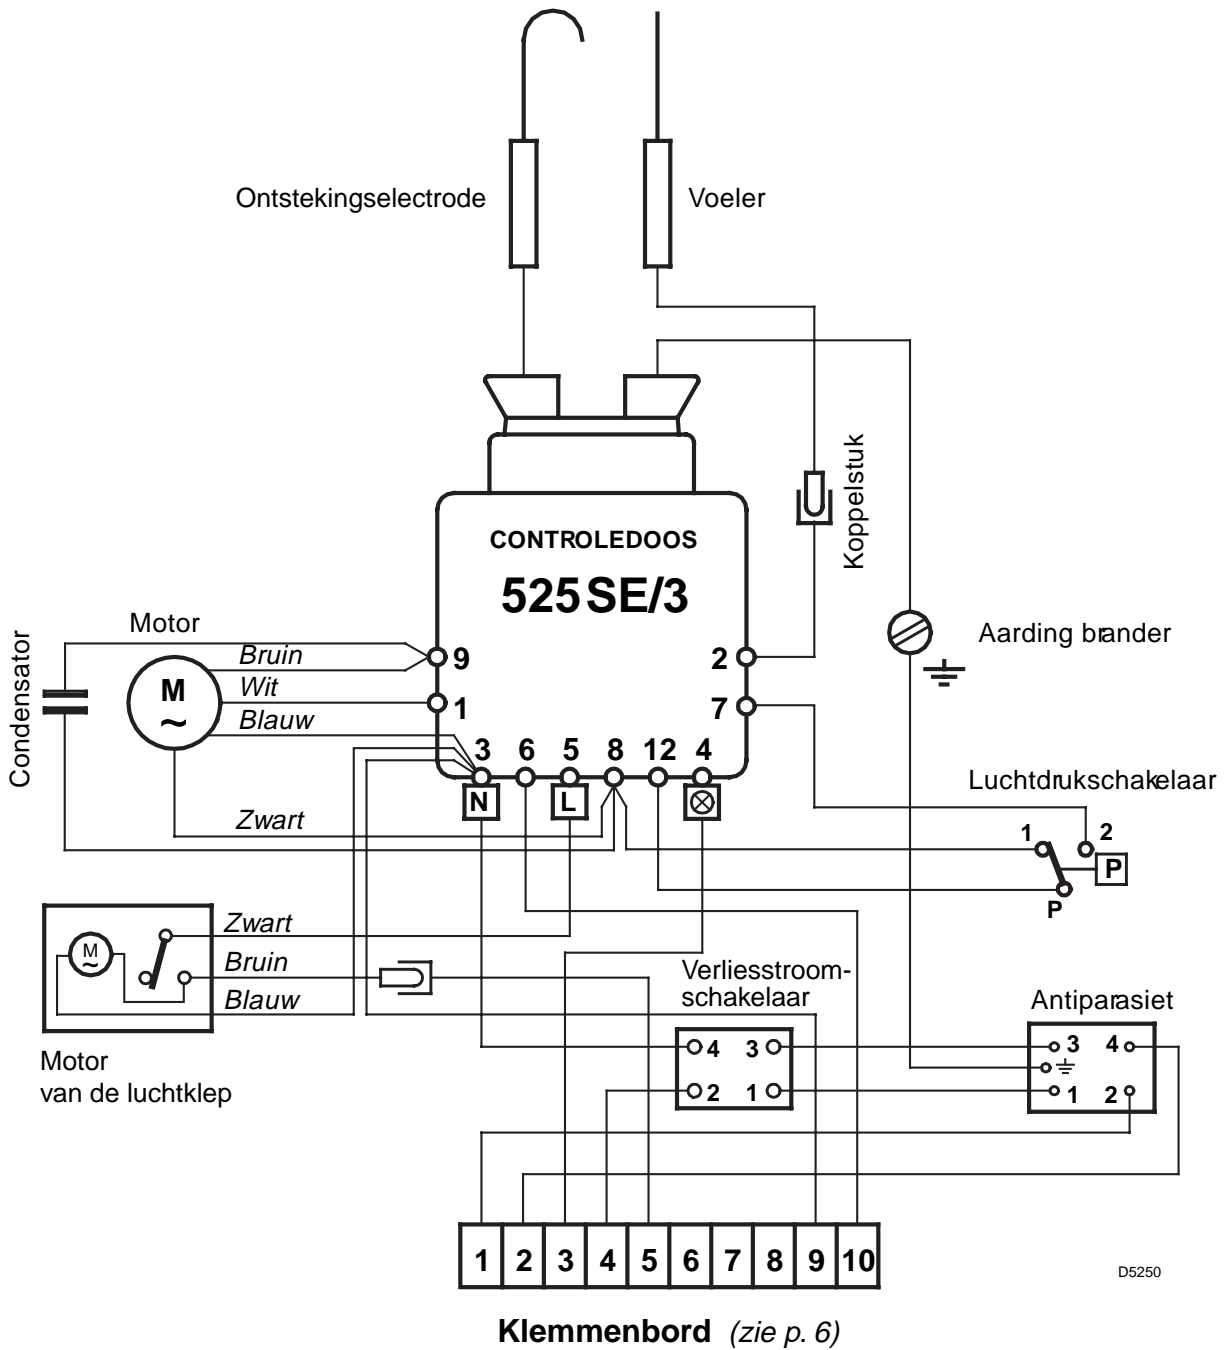 Ontstekingselectrode
Voeler
Koppelstuk
CONTROLEDOOS
525 SE/3
Motor
Condensator
M
~
Bruin
Wit
Blauw
9
1
2
7
3 6 5 8 12 4
N L
Aarding brander
Zwart
Luchtdrukschakelaar
1 2
P
P
M
~
Zwart
Bruin
Blauw
Motor
van de luchtklep
Verliesstroom-
schakelaar
4 3
2 1
Antiparasiet
3 4
1 2
1 2 3 4 5 6 7 8 9 10
D5250
Klemmenbord (zie p. 6)